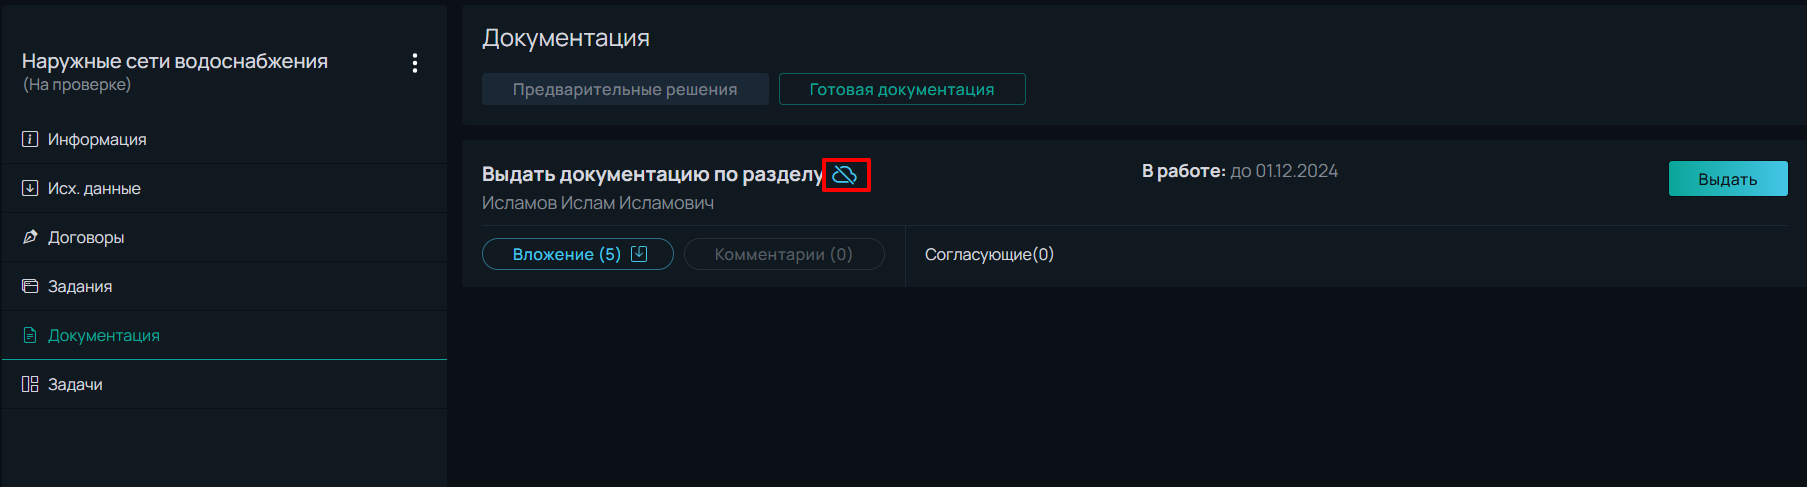 Наружные сети водоснабжения
(На проверке)
Информация
Исх. данные
Договоры
Задания
Документация
Задачи
Документация
Предварительные решения
Готовая документация
Выдать документацию по разделу
Исламов Ислам Исламович
В работе: до 01.12.2024
Выдать
Вложение (5)
Комментарии (0)
Согласующие(0)